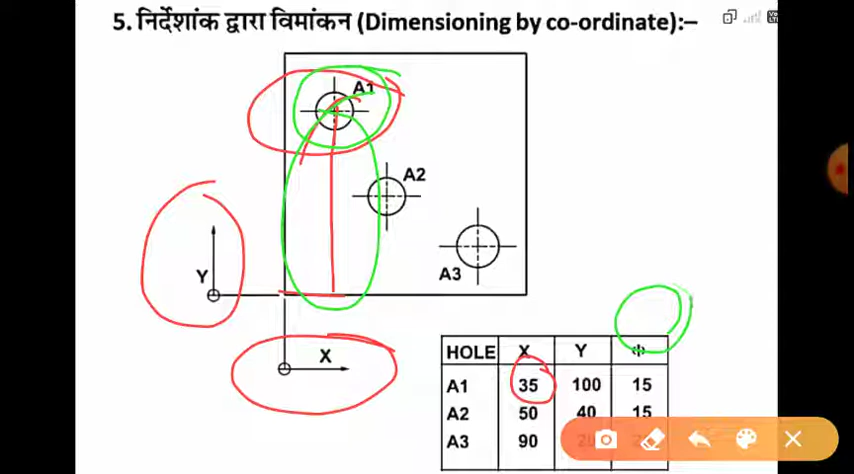 5. निर्देशांक द्वारा विमांकन (Dimensioning by co-ordinate):–
A1
A2
A3
Y
X
HOLE X Y Φ
A1 35 100 15
A2 50 40 15
A3 90